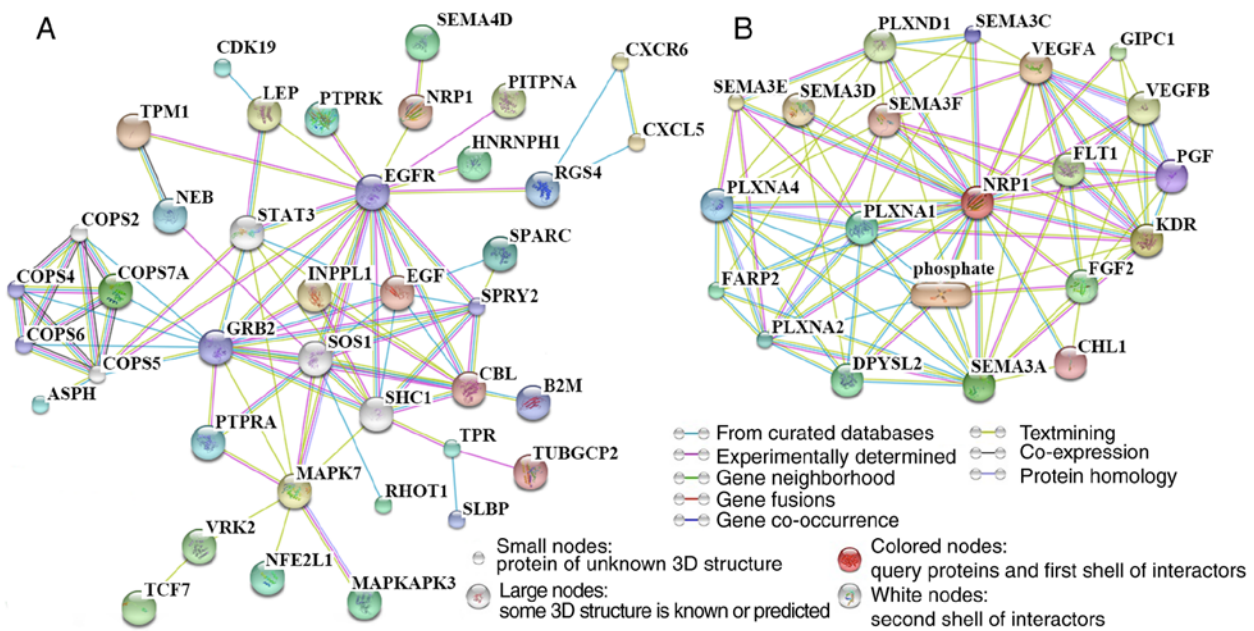 A
SEMA4D
CDK19
CXCR6
LEP
PTPRK
NRP1
PITPNA
TPM1
CXCL5
HNRNPH1
EGFR
RGS4
NEB
STAT3
COPS2
SPARC
COPS4
COPS7A
INPPL1
EGF
SPRY2
COPS6
GRB2
SOS1
COPS5
CBL
B2M
ASPH
SHC1
PTPRA
TPR
TUBGCP2
MAPK7
RHOT1
SLBP
VRK2
NFE2L1
MAPKAPK3
TCF7
B
PLXND1
SEMA3C
VEGFA
GIPC1
SEMA3E
SEMA3D
SEMA3F
VEGFB
FLT1
PGF
PLXNA4
NRP1
PLXNA1
KDR
phosphate
FGF2
FARP2
PLXNA2
DPYSL2
SEMA3A
CHL1
From curated databases
Experimentally determined
Gene neighborhood
Gene fusions
Gene co-occurrence
Textmining
Co-expression
Protein homology
Small nodes:
protein of unknown 3D structure
Large nodes:
some 3D structure is known or predicted
Colored nodes:
query proteins and first shell of interactors
White nodes:
second shell of interactors